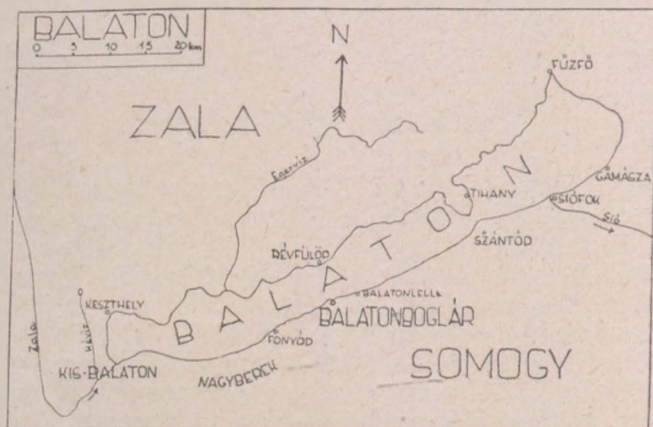 BALATON
0 5 10 15 20 km
N
ZALA
FŰZFŐ
Egervíz
GAMÁSZA
TIHANY
SIÓFOK
Sió
SZÁNTÓD
RÉVFÜLÖP
BALATON
BALATONLELLE
BALATONBOGLÁR
KESZTHELY
Hévíz
Zala
FONYÓD
KIS-BALATON
NAGYBEREK
SOMOGY